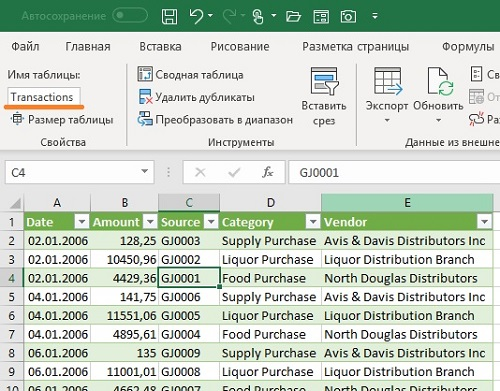 Автосохранение
Файл Главная Вставка Рисование Разметка страницы Формулы
Имя таблицы:
Transactions
Размер таблицы
Свойства
Сводная таблица
Удалить дубликаты
Преобразовать в диапазон
Инструменты
Вставить
срез
Экспорт
Обновить
Данные из внешне
C4 fx GJ0001
A B C D E
1 Date Amount Source Category Vendor
2 02.01.2006 128,25 GJ0003 Supply Purchase Avis & Davis Distributors Inc
3 02.01.2006 10450,96 GJ0002 Liquor Purchase Liquor Distribution Branch
4 02.01.2006 4429,36 GJ0001 Food Purchase North Douglas Distributors
5 04.01.2006 141,75 GJ0006 Supply Purchase Avis & Davis Distributors Inc
6 04.01.2006 11551,06 GJ0005 Liquor Purchase Liquor Distribution Branch
7 04.01.2006 4895,61 GJ0004 Food Purchase North Douglas Distributors
8 06.01.2006 135 GJ0009 Supply Purchase Avis & Davis Distributors Inc
9 06.01.2006 11001,01 GJ0008 Liquor Purchase Liquor Distribution Branch
10 06.01.2006 4662,48 GJ0007 Food Purchase North Douglas Distributors